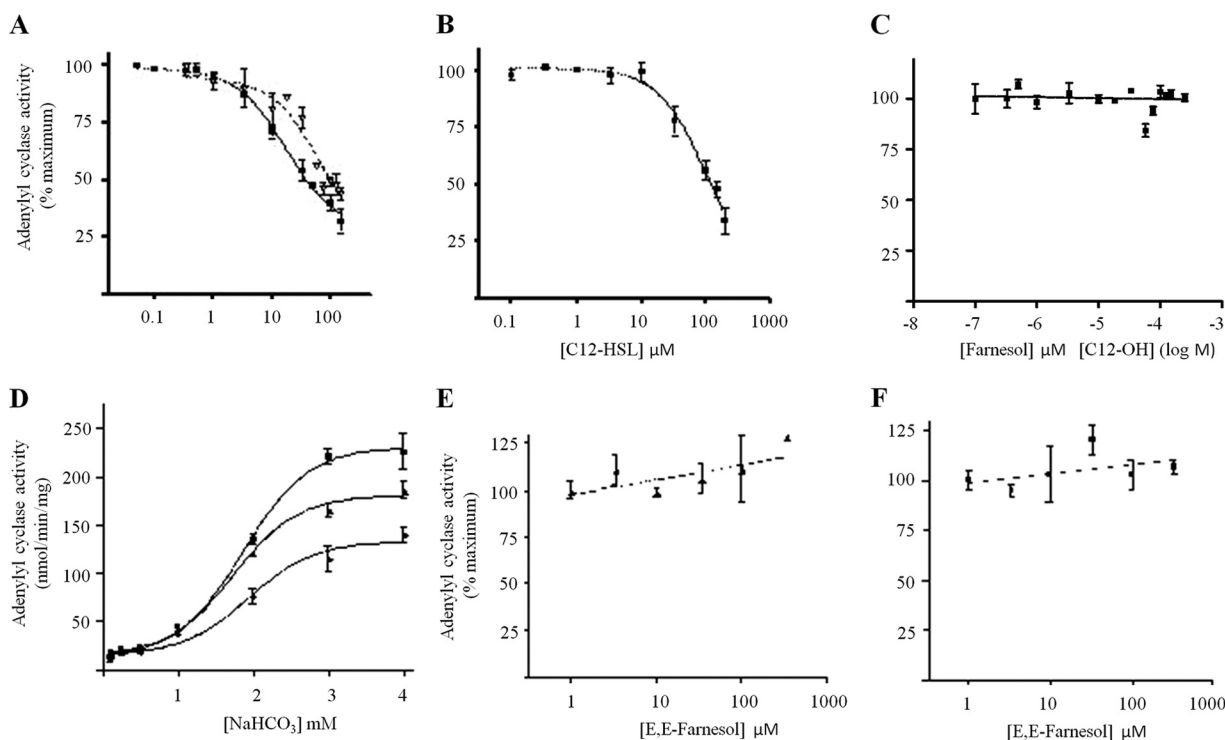 A
Adenylyl cyclase activity
(% maximum)
100
75
50
25
0.1 1 10 100
B
100
75
50
25
0.1 1 10 100 1000
[C12-HSL] μM
C
100
75
50
25
0
-8 -7 -6 -5 -4 -3
[Farnesol] μM [C12-OH] (log M)
D
Adenylyl cyclase activity
(nmol/min/mg)
250
200
150
100
50
1 2 3 4
[NaHCO3] mM
E
Adenylyl cyclase activity
(% maximum)
125
100
75
50
25
1 10 100 1000
[E,E-Farnesol] μM
F
125
100
75
50
25
1 10 100 1000
[E,E-Farnesol] μM